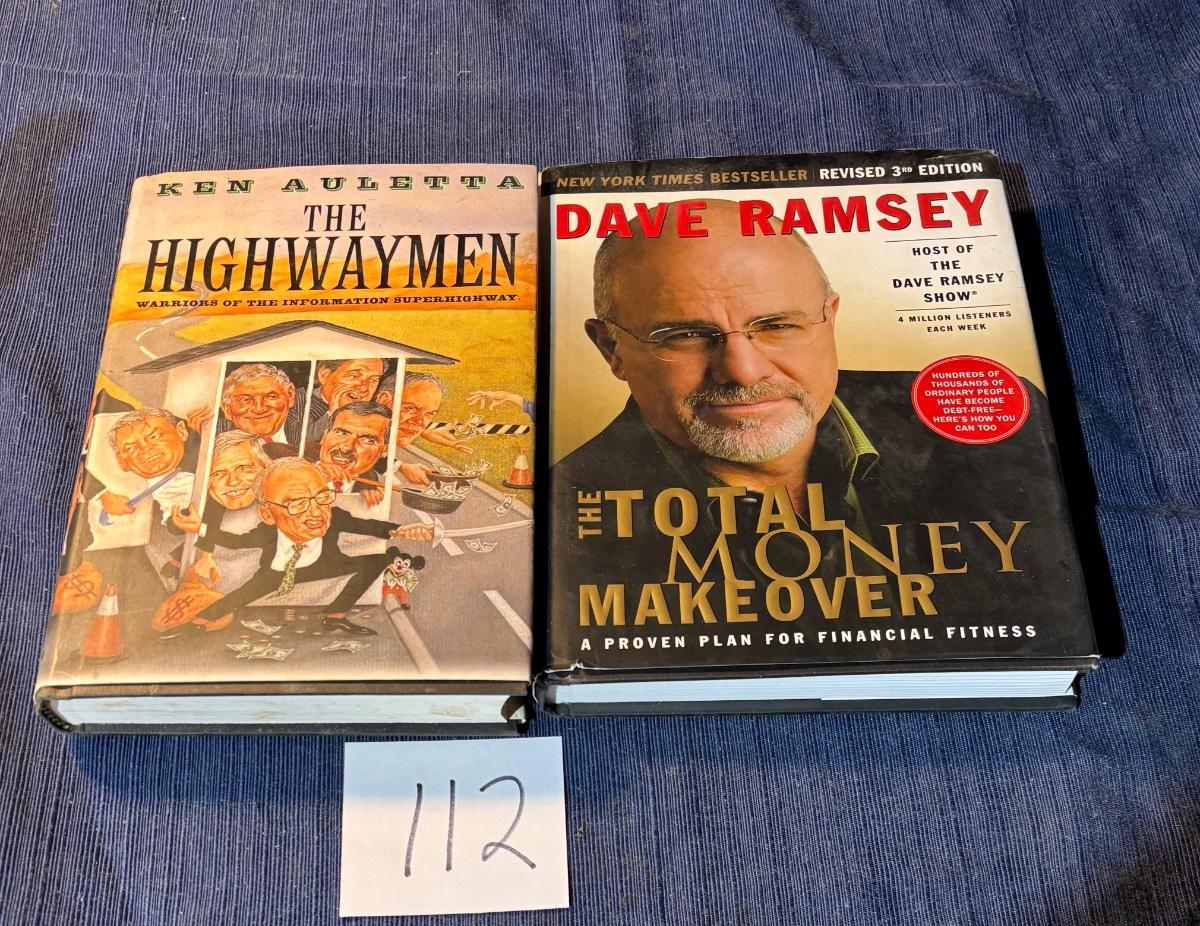 KEN AULETTA
THE
HIGHWAYMEN
WARRIORS OF THE INFORMATION SUPERHIGHWAY
$
$
NEW YORK TIMES BESTSELLER | REVISED 3RD EDITION
DAVE RAMSEY
HOST OF
THE
DAVE RAMSEY
SHOW®
4 MILLION LISTENERS
EACH WEEK
HUNDREDS OF
THOUSANDS OF
ORDINARY PEOPLE
HAVE BECOME
DEBT-FREE—
HERE'S HOW YOU
CAN TOO
THE TOTAL
MONEY
MAKEOVER
A PROVEN PLAN FOR FINANCIAL FITNESS
112